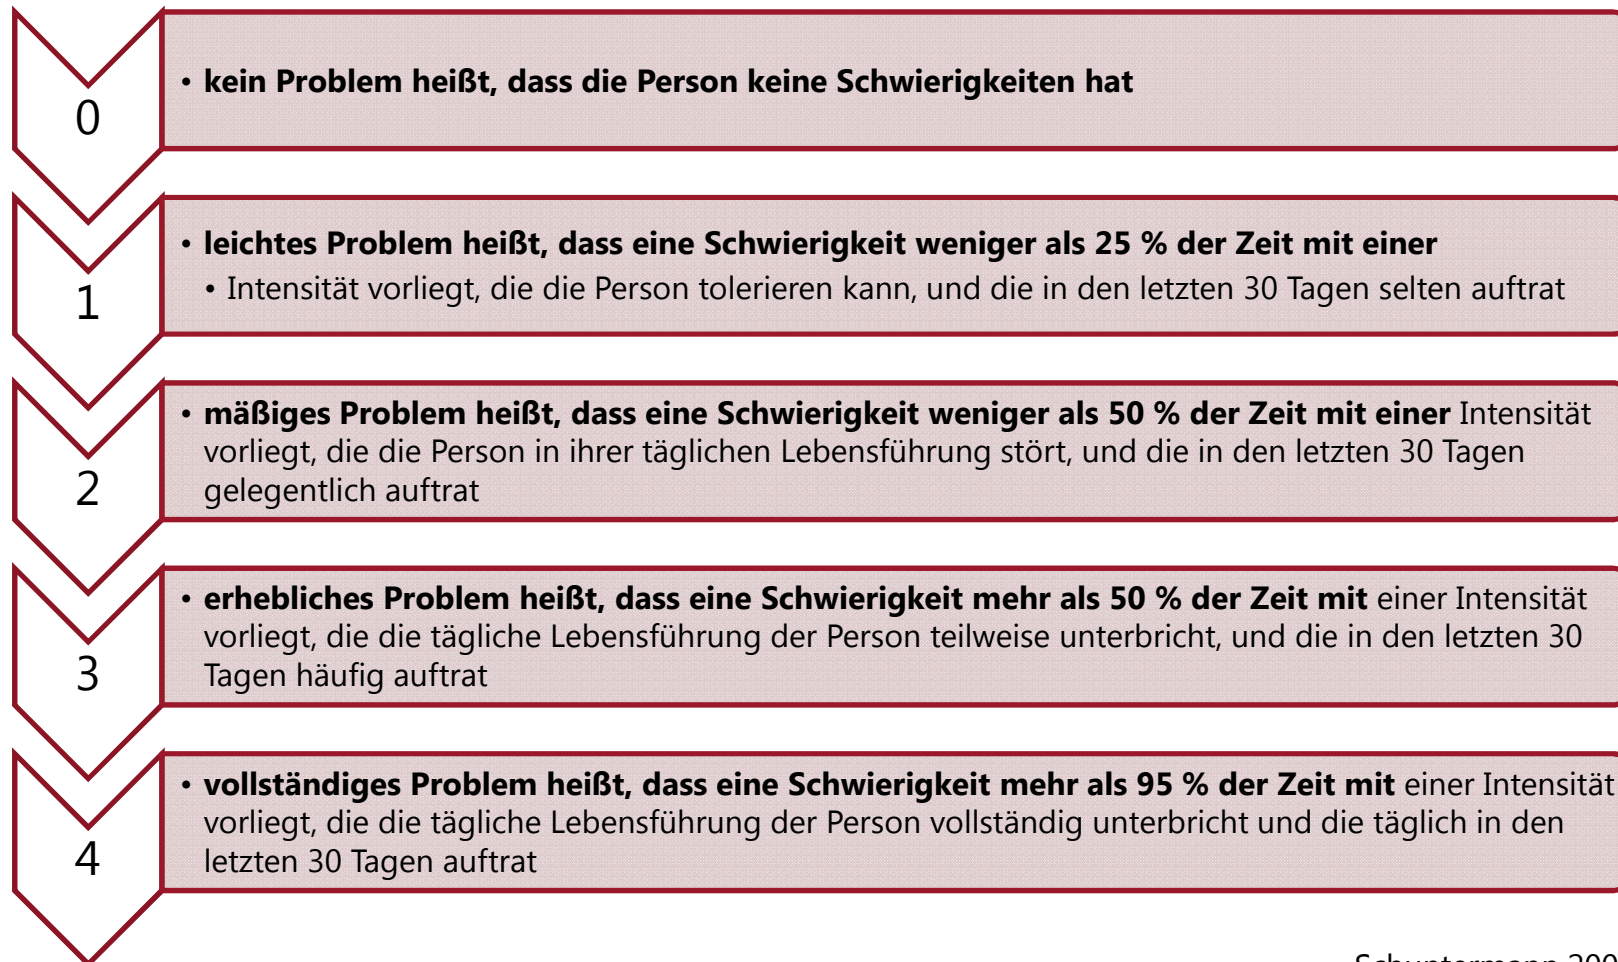 0
• kein Problem heißt, dass die Person keine Schwierigkeiten hat
1
• leichtes Problem heißt, dass eine Schwierigkeit weniger als 25 % der Zeit mit einer
• Intensität vorliegt, die die Person tolerieren kann, und die in den letzten 30 Tagen selten auftrat
2
• mäßiges Problem heißt, dass eine Schwierigkeit weniger als 50 % der Zeit mit einer Intensität
vorliegt, die die Person in ihrer täglichen Lebensführung stört, und die in den letzten 30 Tagen
gelegentlich auftrat
3
• erhebliches Problem heißt, dass eine Schwierigkeit mehr als 50 % der Zeit mit einer Intensität
vorliegt, die die tägliche Lebensführung der Person teilweise unterbricht, und die in den letzten 30
Tagen häufig auftrat
4
• vollständiges Problem heißt, dass eine Schwierigkeit mehr als 95 % der Zeit mit einer Intensität
vorliegt, die die tägliche Lebensführung der Person vollständig unterbricht und die täglich in den
letzten 30 Tagen auftrat